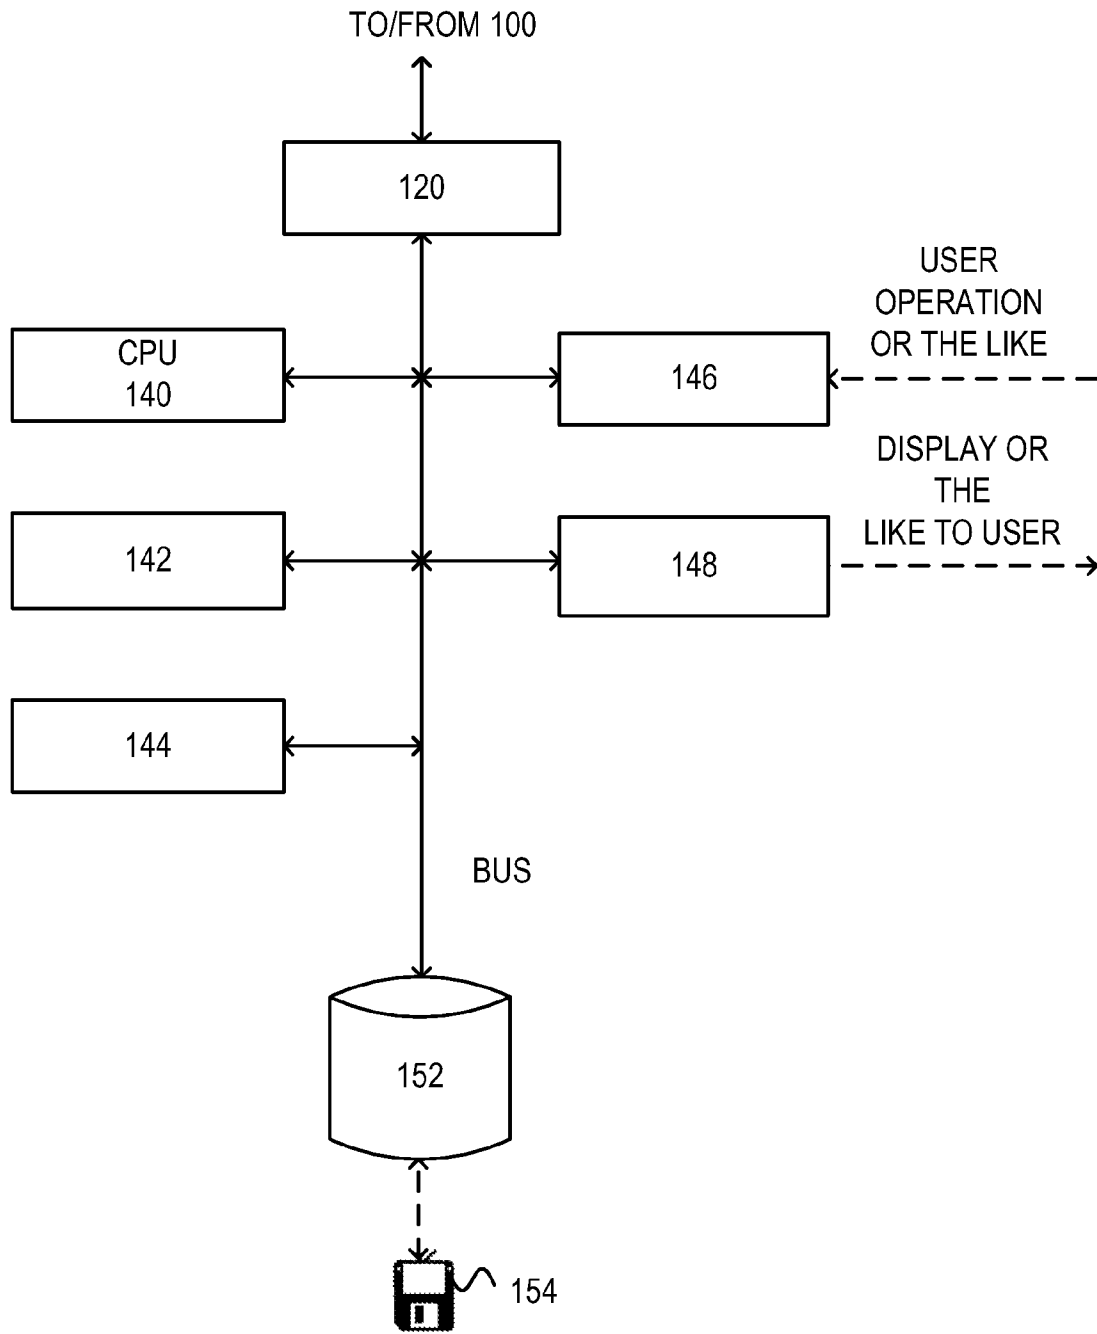 TO/FROM 100
120
USER
OPERATION
OR THE LIKE
CPU
140
146
DISPLAY OR
THE
LIKE TO USER
142
148
144
BUS
152
154